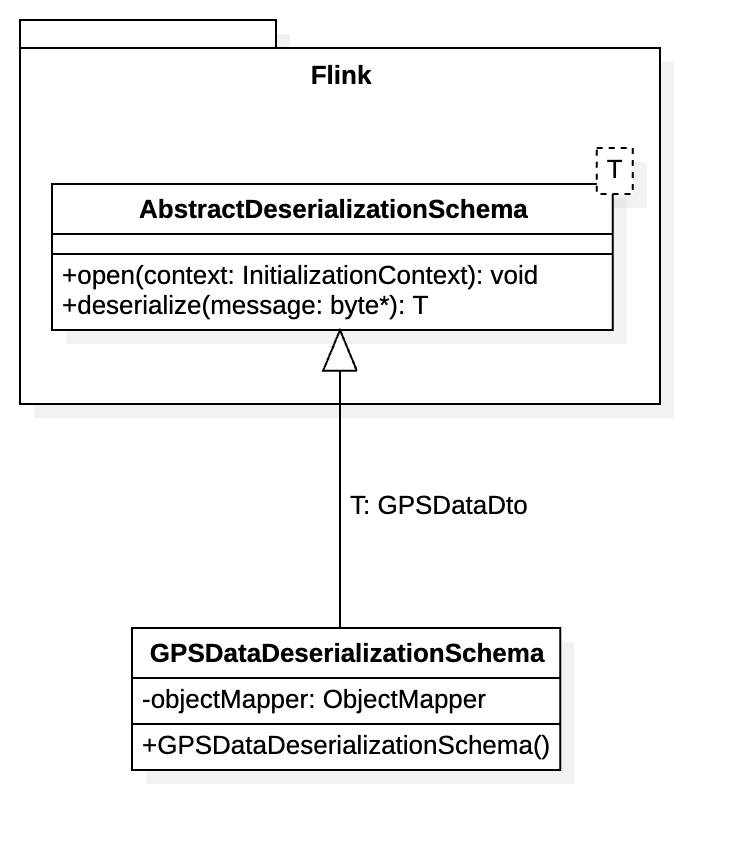 Flink
T
AbstractDeserializationSchema
+open(context: InitializationContext): void
+deserialize(message: byte*): T
T: GPSDataDto
GPSDataDeserializationSchema
-objectMapper: ObjectMapper
+GPSDataDeserializationSchema()